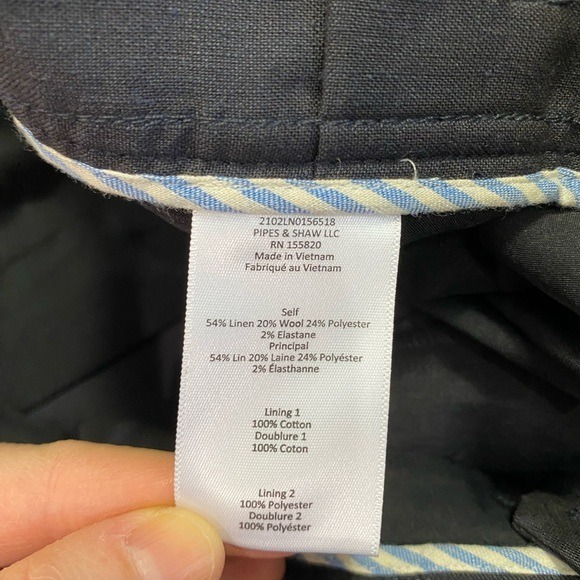 2102LN0156518
PIPES & SHAW LLC
RN 155820
Made in Vietnam
Fabriqué au Vietnam
Self
54% Linen 20% Wool 24% Polyester
2% Elastane
Principal
54% Lin 20% Laine 24% Polyéster
2% Élasthanne
Lining 1
100% Cotton
Doublure 1
100% Coton
Lining 2
100% Polyester
Doublure 2
100% Polyéster